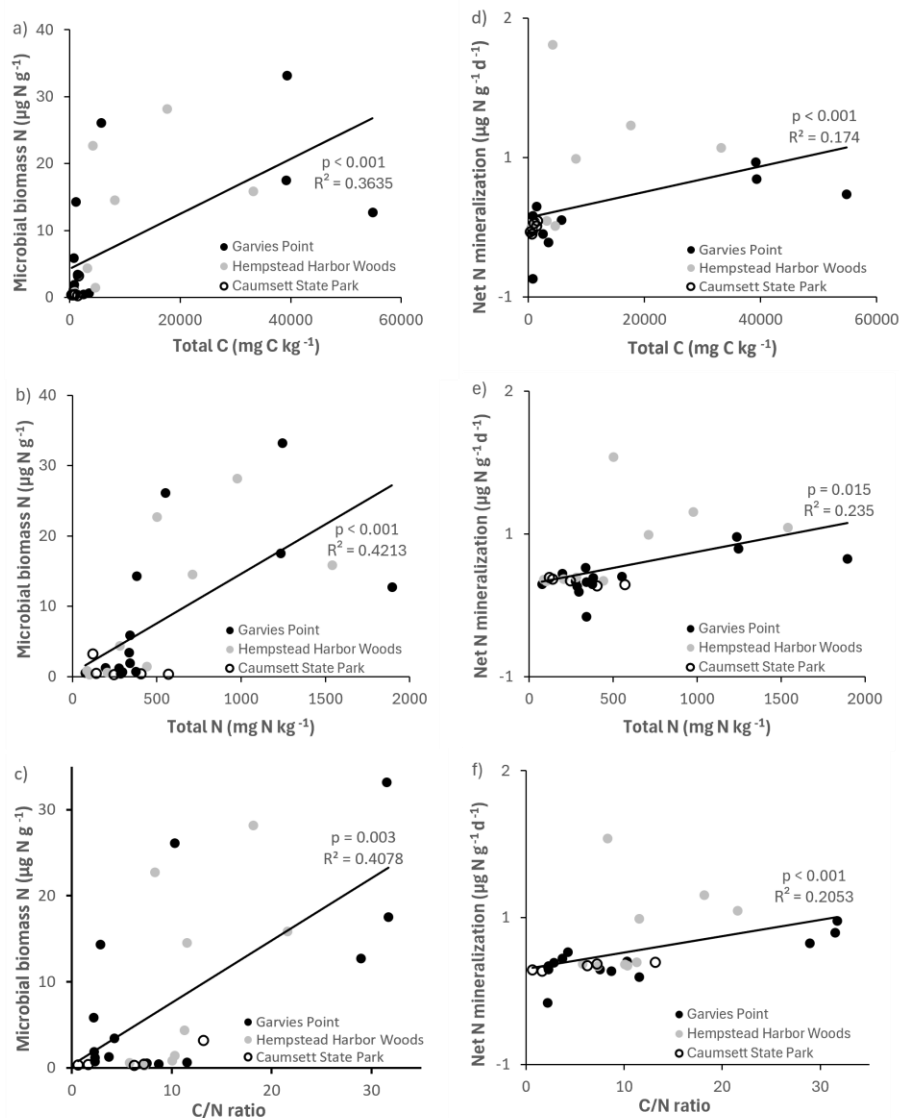 a)
Microbial biomass N (µg N g⁻¹)
40
30
20
10
0
p < 0.001
R² = 0.3635
Garvies Point
Hempstead Harbor Woods
Caumsett State Park
0 20000 40000 60000
Total C (mg C kg⁻¹)
d)
Net N mineralization (µg N g⁻¹ d⁻¹)
2
1
-1
p < 0.001
R² = 0.174
Garvies Point
Hempstead Harbor Woods
Caumsett State Park
0 20000 40000 60000
Total C (mg C kg⁻¹)
b)
Microbial biomass N (µg N g⁻¹)
40
30
20
10
0
p < 0.001
R² = 0.4213
Garvies Point
Hempstead Harbor Woods
Caumsett State Park
0 500 1000 1500 2000
Total N (mg N kg⁻¹)
e)
Net N mineralization (µg N g⁻¹ d⁻¹)
2
1
-1
p = 0.015
R² = 0.235
Garvies Point
Hempstead Harbor Woods
Caumsett State Park
0 500 1000 1500 2000
Total N (mg N kg⁻¹)
c)
Microbial biomass N (µg N g⁻¹)
30
20
10
0
p = 0.003
R² = 0.4078
Garvies Point
Hempstead Harbor Woods
Caumsett State Park
0 10 20 30
C/N ratio
f)
Net N mineralization (µg N g⁻¹ d⁻¹)
2
1
-1
p < 0.001
R² = 0.2053
Garvies Point
Hempstead Harbor Woods
Caumsett State Park
0 10 20 30
C/N ratio